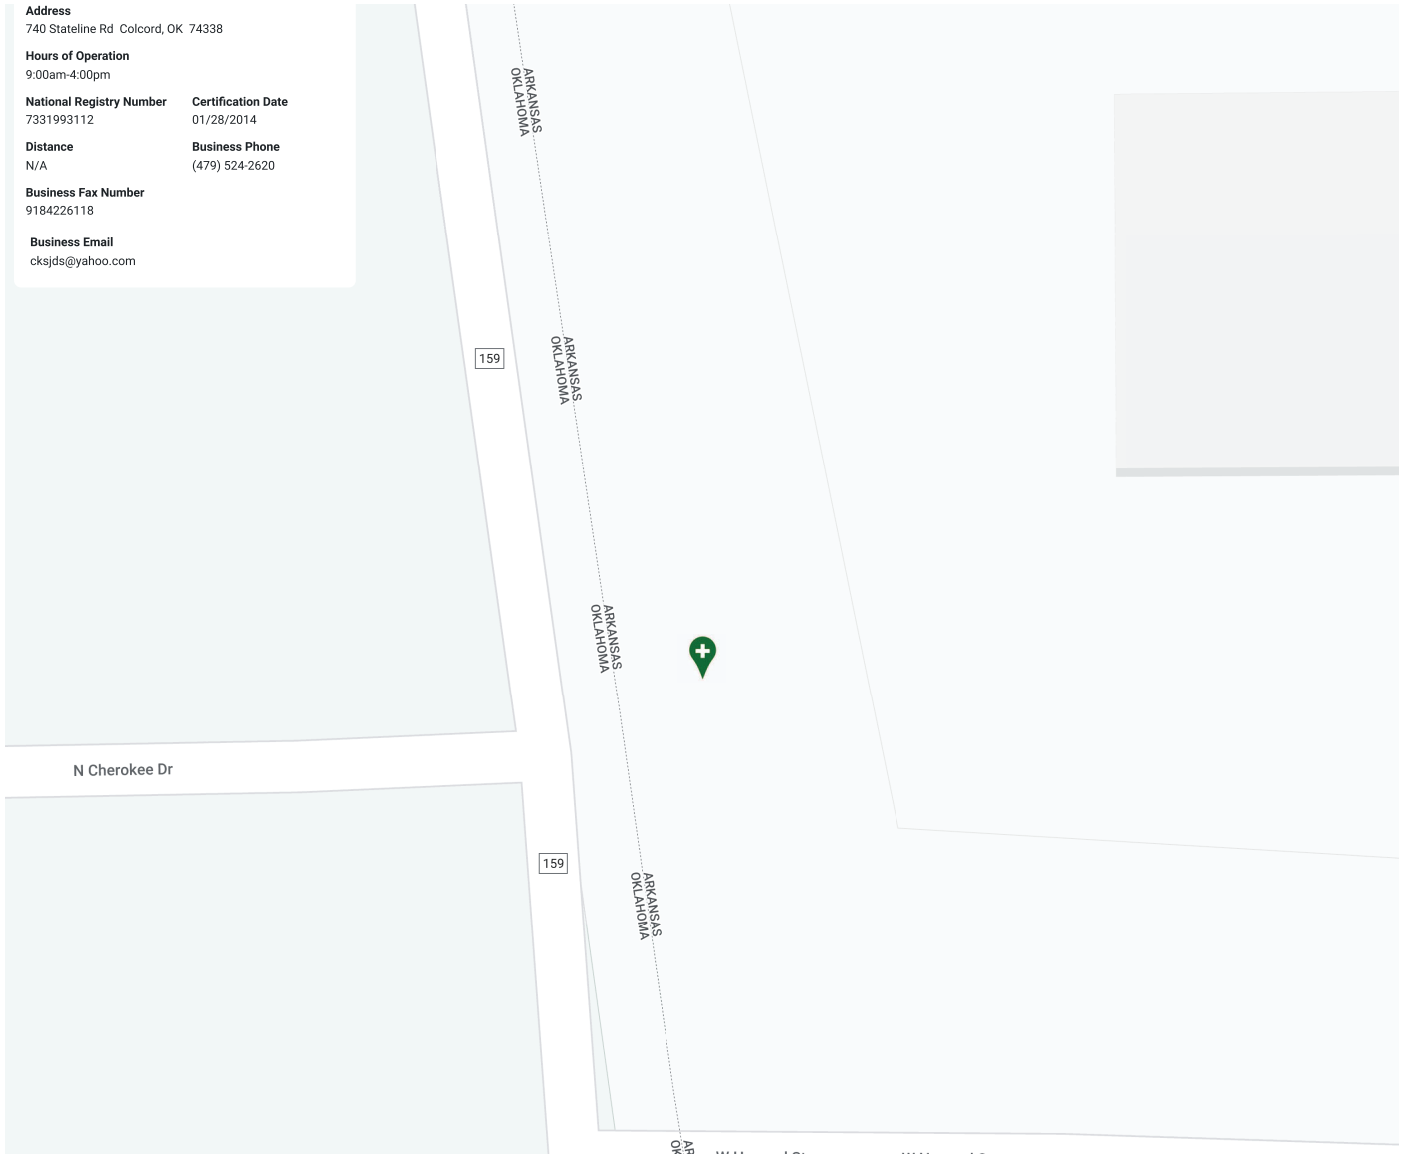 Address
740 Stateline Rd Colcord, OK 74338
Hours of Operation
9:00am-4:00pm
National Registry Number Certification Date
7331993112 01/28/2014
Distance Business Phone
N/A (479) 524-2620
Business Fax Number
9184226118
Business Email
cksjds@yahoo.com
ARKANSAS
OKLAHOMA
159
ARKANSAS
OKLAHOMA
ARKANSAS
OKLAHOMA
N Cherokee Dr
159
ARKANSAS
OKLAHOMA